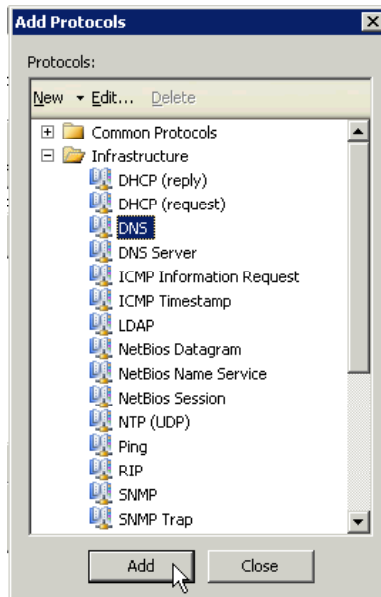 Add Protocols
Protocols:
New Edit... Delete
Common Protocols
Infrastructure
DHCP (reply)
DHCP (request)
DNS
DNS Server
ICMP Information Request
ICMP Timestamp
LDAP
NetBios Datagram
NetBios Name Service
NetBios Session
NTP (UDP)
Ping
RIP
SNMP
SNMP Trap
Add Close